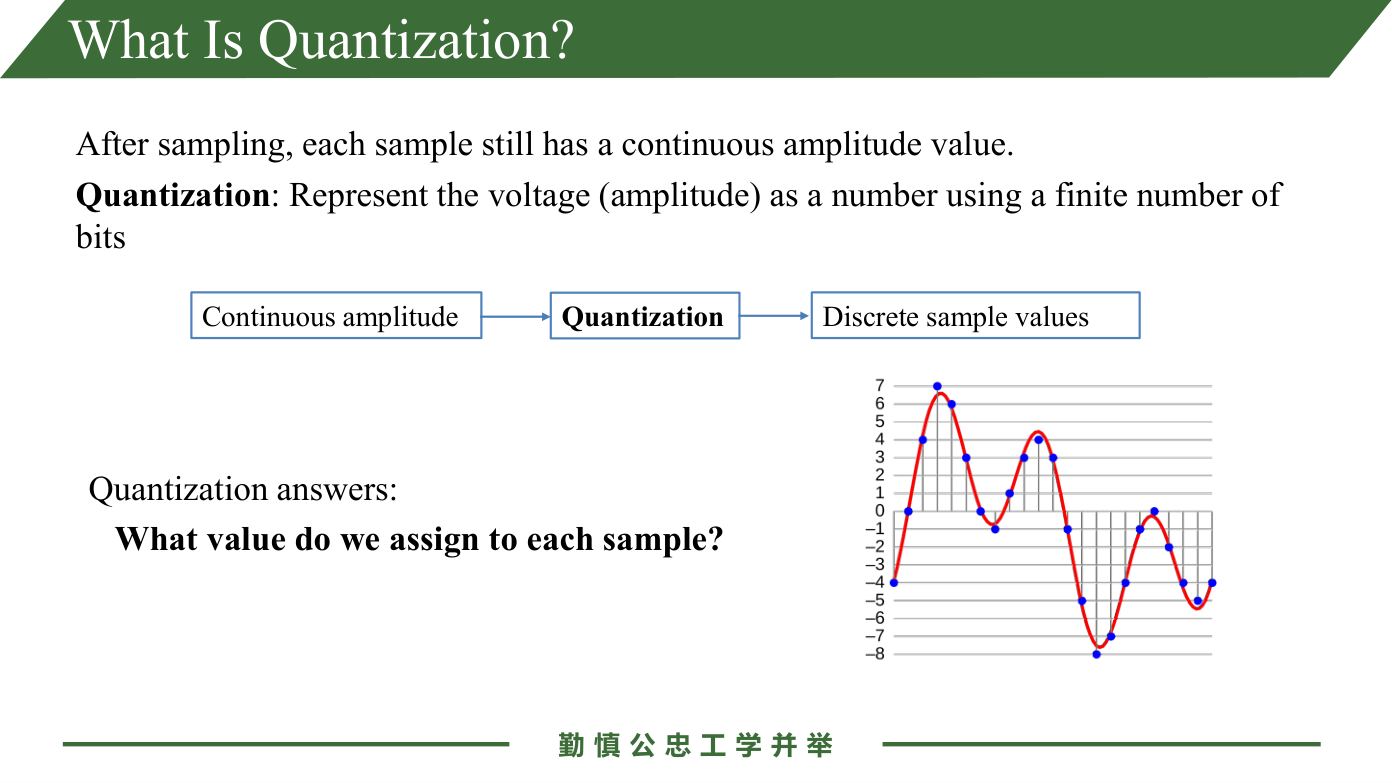 What Is Quantization?
After sampling, each sample still has a continuous amplitude value.
Quantization: Represent the voltage (amplitude) as a number using a finite number of
bits
Continuous amplitude
Quantization
Discrete sample values
Quantization answers:
What value do we assign to each sample?
7
6
5
4
3
2
1
0
–1
–2
–3
–4
–5
–6
–7
–8
勤慎公忠工学并举